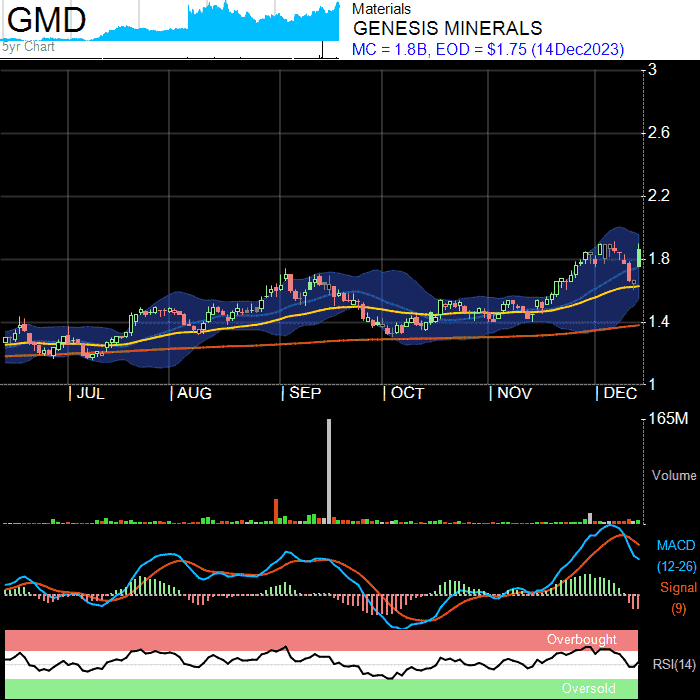 GMD
5yr Chart
Materials
GENESIS MINERALS
MC = 1.8B, EOD = $1.75 (14Dec2023)
3
2.6
2.2
1.8
1.4
1
| JUL | AUG | SEP | OCT | NOV | DEC
165M
Volume
MACD
(12-26)
Signal
(9)
Overbought
RSI(14)
Oversold